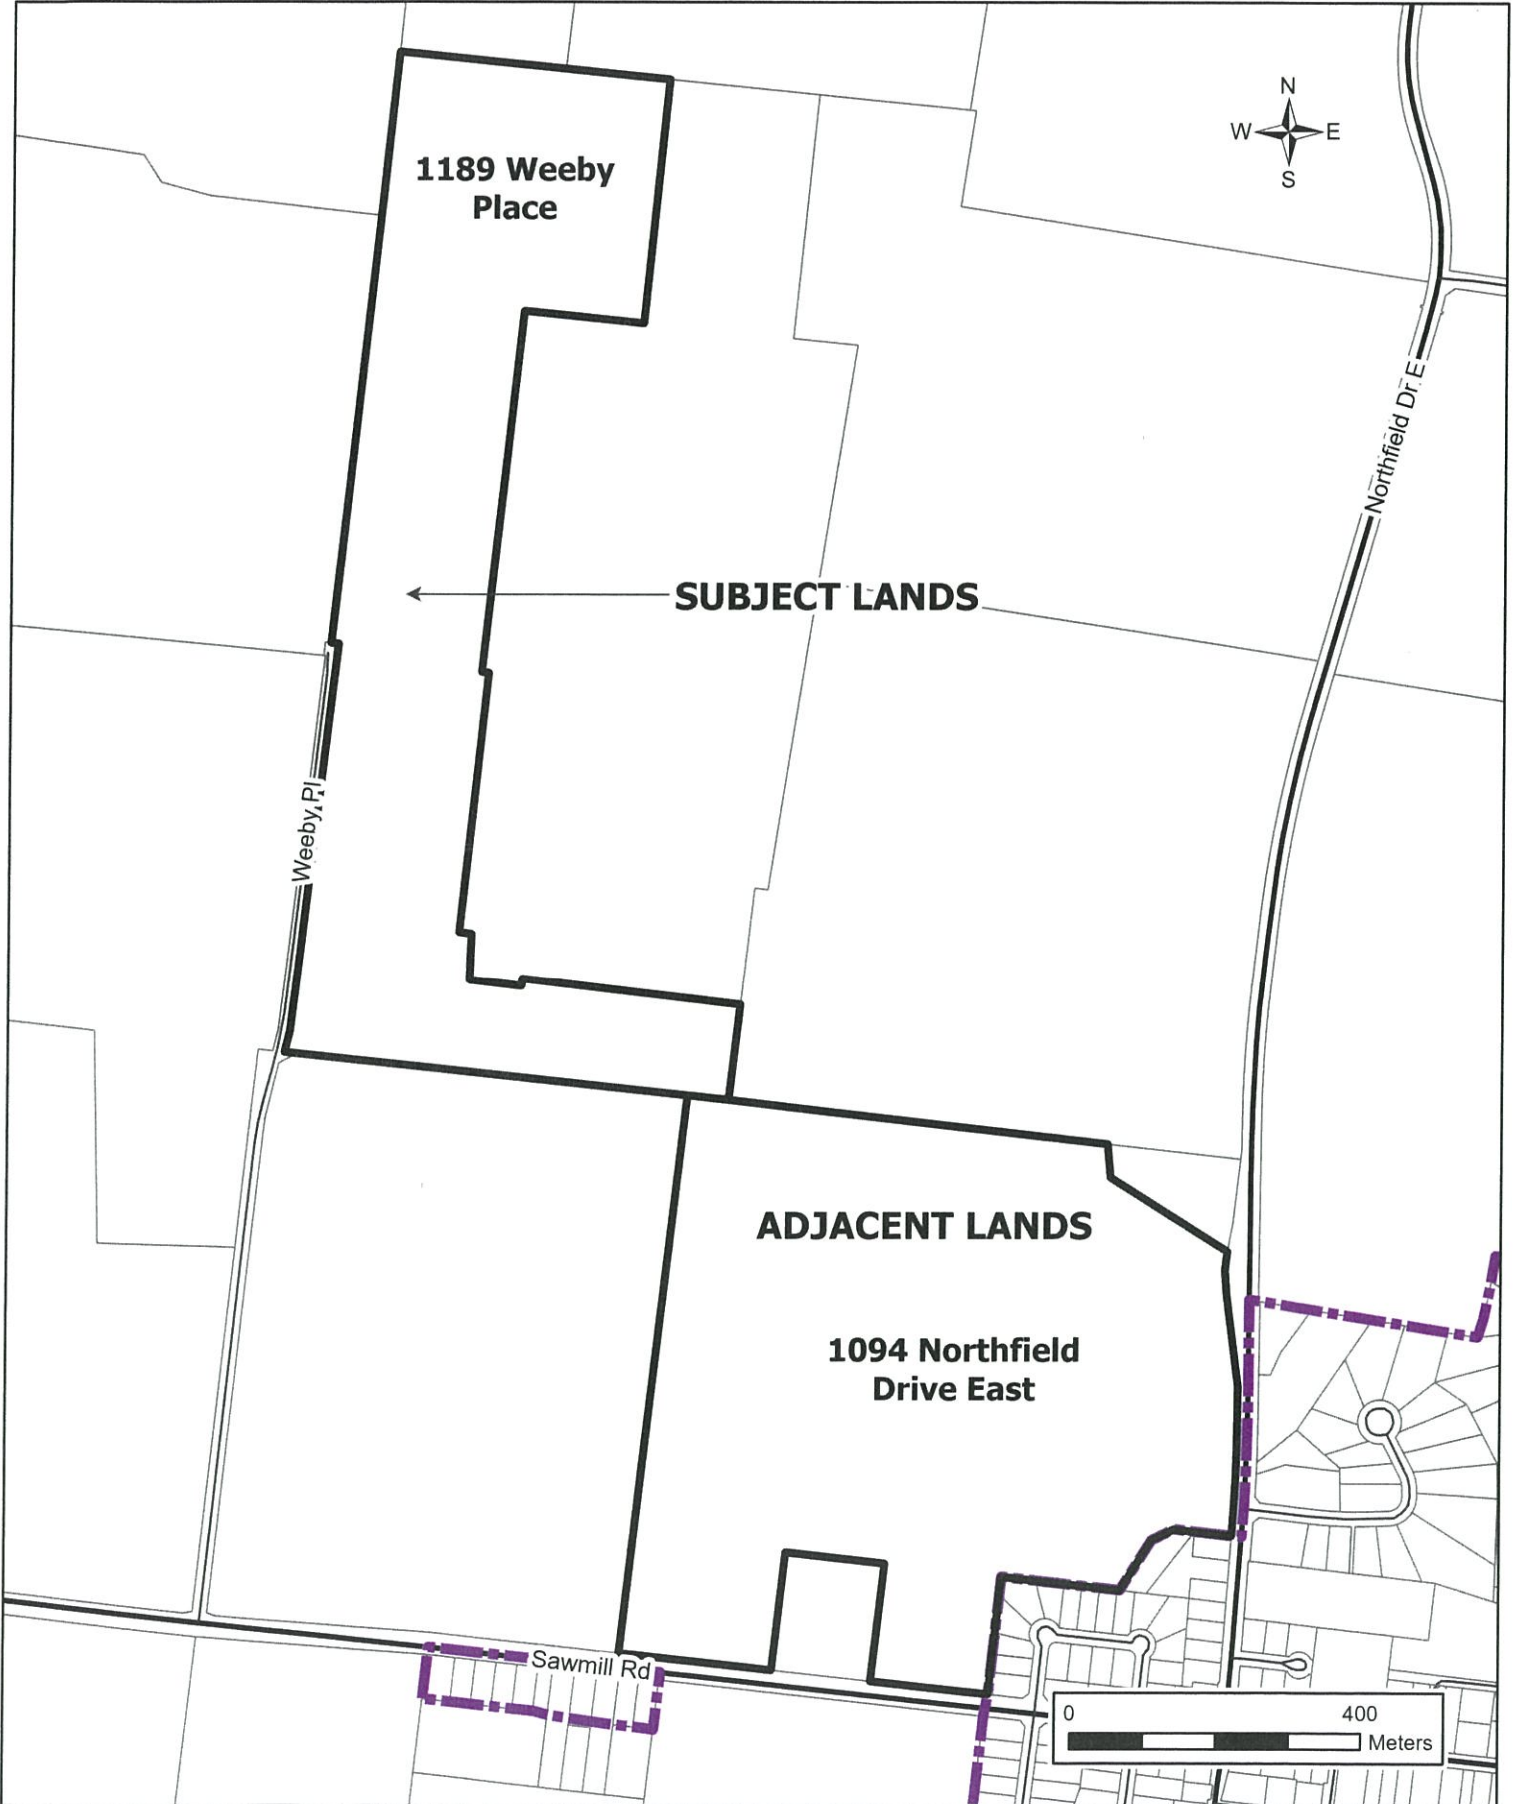 N
W E
S
1189 Weeby
Place
Northfield Dr E
SUBJECT LANDS
Weeby Pl
ADJACENT LANDS
1094 Northfield
Drive East
Sawmill Rd
0 400
Meters